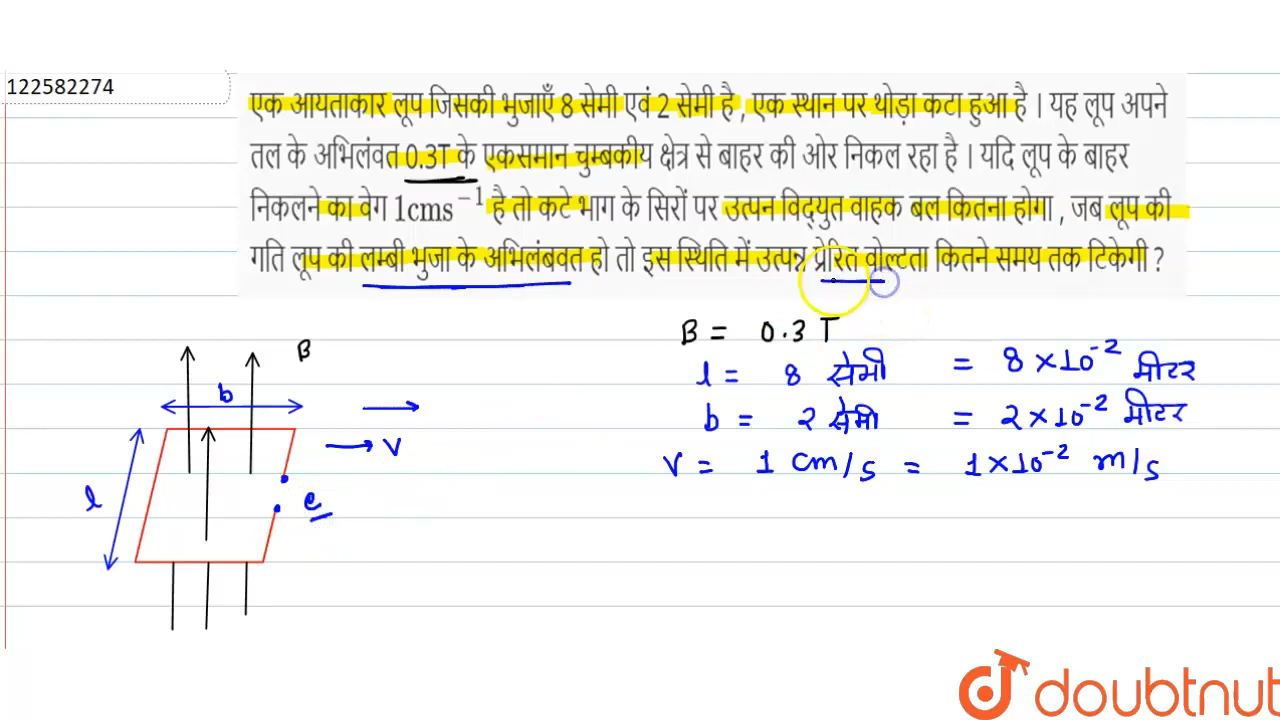 122582274
एक आयताकार लूप जिसकी भुजाएँ 8 सेमी एवं 2 सेमी है , एक स्थान पर थोड़ा कटा हुआ है । यह लूप अपने
तल के अभिलंवत 0.3T के एकसमान चुम्बकीय क्षेत्र से बाहर की ओर निकल रहा है । यदि लूप के बाहर
निकलने का वेग 1cms⁻¹ है तो कटे भाग के सिरों पर उत्पन विद्युत वाहक बल कितना होगा , जब लूप की
गति लूप की लम्बी भुजा के अभिलंबवत हो तो इस स्थिति में उत्पन्न प्रेरित वोल्टता कितने समय तक टिकेगी ?
B = 0.3 T
l = 8 सेमी = 8 × 10⁻² मीटर
b = 2 सेमी = 2 × 10⁻² मीटर
v = 1 cm/s = 1 × 10⁻² m/s
B
b
v
l
e
doubtnut